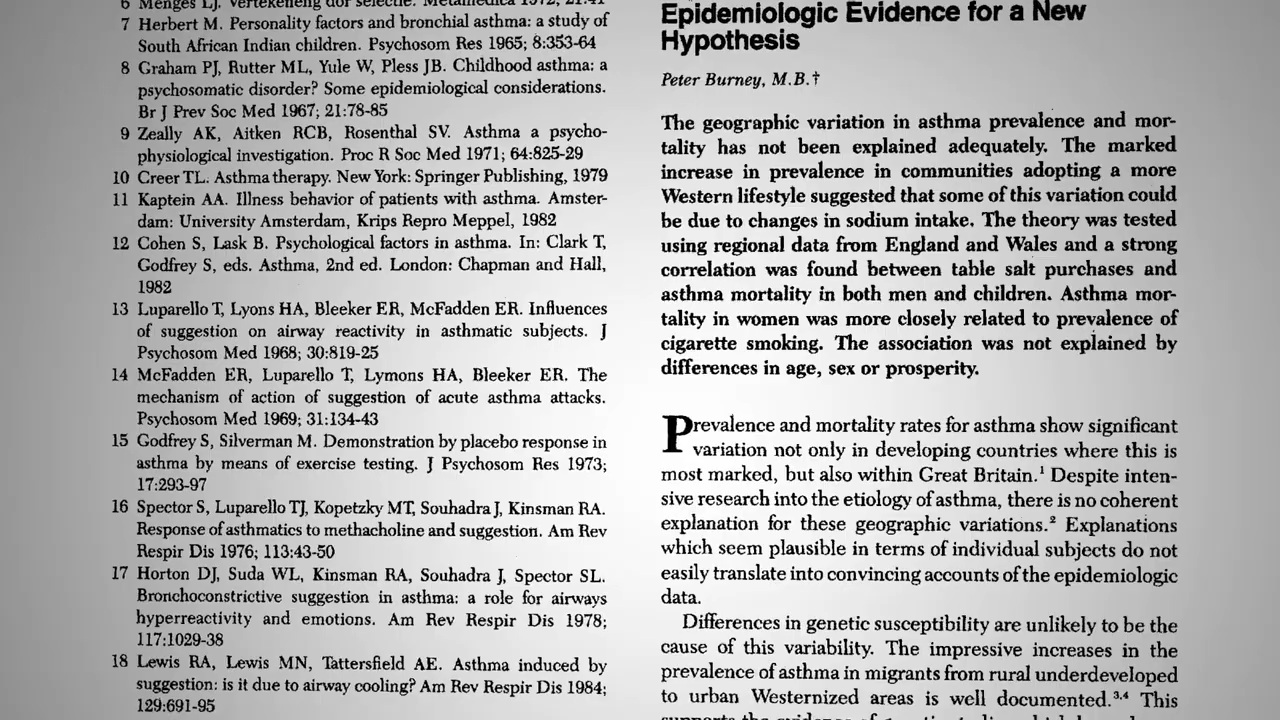 6 Menges LJ. Vertekeneng dor selectie. Metamedica 1972; 21:41
7 Herbert M. Personality factors and bronchial asthma: a study of
South African Indian children. Psychosom Res 1965; 8:353-64
8 Graham PJ, Rutter ML, Yule W, Pless JB. Childhood asthma: a
psychosomatic disorder? Some epidemiological considerations.
Br J Prev Soc Med 1967; 21:78-85
9 Zeally AK, Aitken RCB, Rosenthal SV. Asthma a psycho-
physiological investigation. Proc R Soc Med 1971; 64:825-29
10 Creer TL. Asthma therapy. New York: Springer Publishing, 1979
11 Kaptein AA. Illness behavior of patients with asthma. Amster-
dam: University Amsterdam, Krips Repro Meppel, 1982
12 Cohen S, Lask B. Psychological factors in asthma. In: Clark T,
Godfrey S, eds. Asthma, 2nd ed. London: Chapman and Hall,
1982
13 Luparello T, Lyons HA, Bleeker ER, McFadden ER. Influences
of suggestion on airway reactivity in asthmatic subjects. J
Psychosom Med 1968; 30:819-25
14 McFadden ER, Luparello T, Lymons HA, Bleeker ER. The
mechanism of action of suggestion of acute asthma attacks.
Psychosom Med 1969; 31:134-43
15 Godfrey S, Silverman M. Demonstration by placebo response in
asthma by means of exercise testing. J Psychosom Res 1973;
17:293-97
16 Spector S, Luparello TJ, Kopetzky MT, Souhadra J, Kinsman RA.
Response of asthmatics to methacholine and suggestion. Am Rev
Respir Dis 1976; 113:43-50
17 Horton DJ, Suda WL, Kinsman RA, Souhadra J, Spector SL.
Bronchoconstrictive suggestion in asthma: a role for airways
hyperreactivity and emotions. Am Rev Respir Dis 1978;
117:1029-38
18 Lewis RA, Lewis MN, Tattersfield AE. Asthma induced by
suggestion: is it due to airway cooling? Am Rev Respir Dis 1984;
129:691-95
Epidemiologic Evidence for a New
Hypothesis
Peter Burney, M.B.†
The geographic variation in asthma prevalence and mor-
tality has not been explained adequately. The marked
increase in prevalence in communities adopting a more
Western lifestyle suggested that some of this variation could
be due to changes in sodium intake. The theory was tested
using regional data from England and Wales and a strong
correlation was found between table salt purchases and
asthma mortality in both men and children. Asthma mor-
tality in women was more closely related to prevalence of
cigarette smoking. The association was not explained by
differences in age, sex or prosperity.
Prevalence and mortality rates for asthma show significant
variation not only in developing countries where this is
most marked, but also within Great Britain.¹ Despite inten-
sive research into the etiology of asthma, there is no coherent
explanation for these geographic variations.² Explanations
which seem plausible in terms of individual subjects do not
easily translate into convincing accounts of the epidemiologic
data.
Differences in genetic susceptibility are unlikely to be the
cause of this variability. The impressive increases in the
prevalence of asthma in migrants from rural underdeveloped
to urban Westernized areas is well documented.³,⁴ This